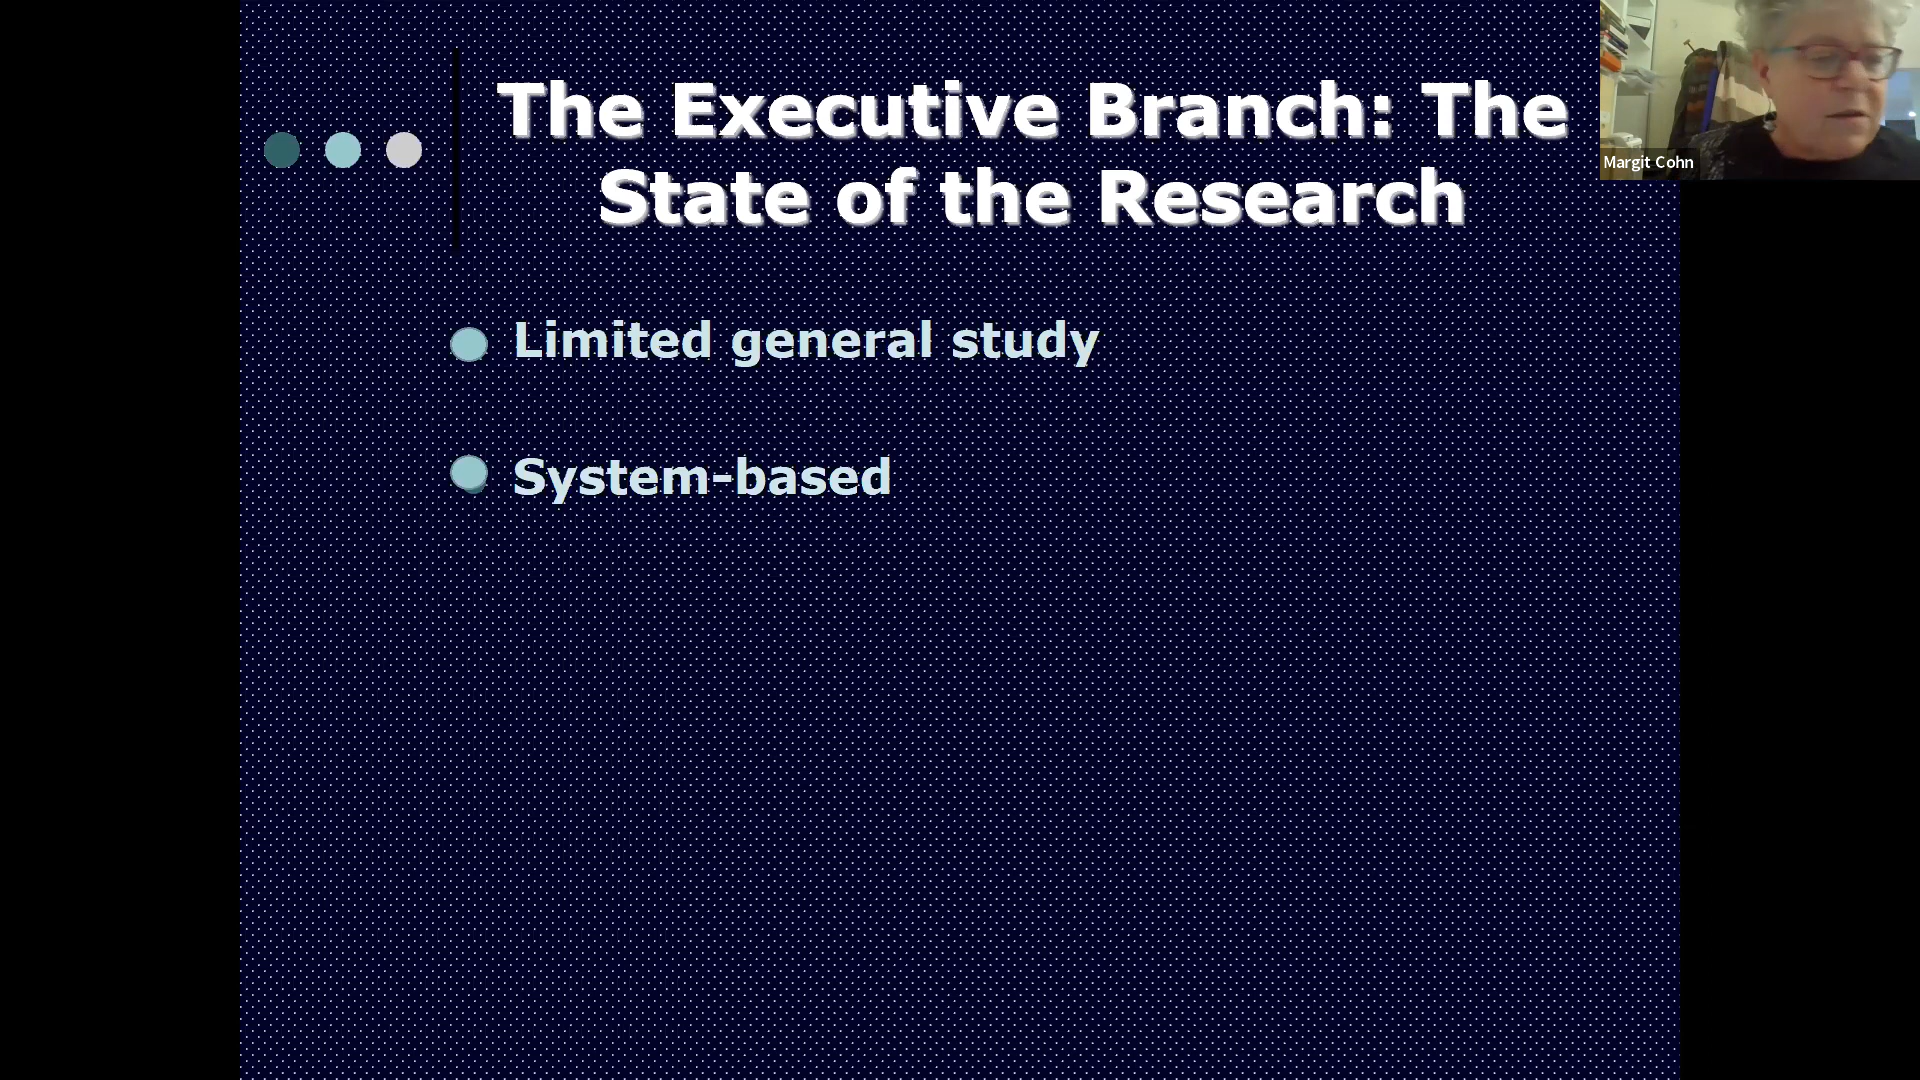 The Executive Branch: The
State of the Research
Margit Cohn
Limited general study
System-based